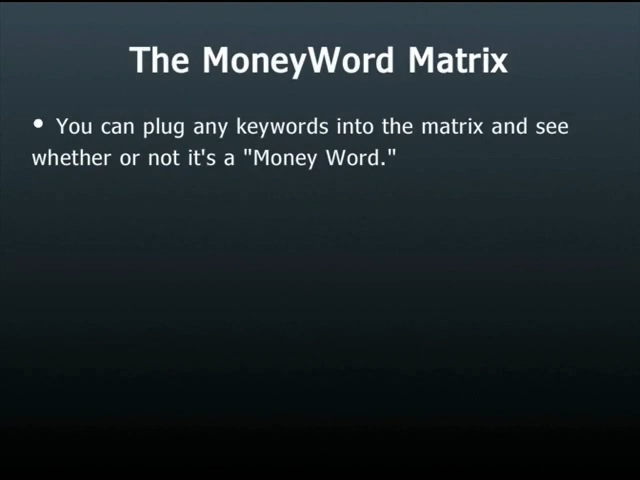 The MoneyWord Matrix
• You can plug any keywords into the matrix and see
whether or not it's a "Money Word."